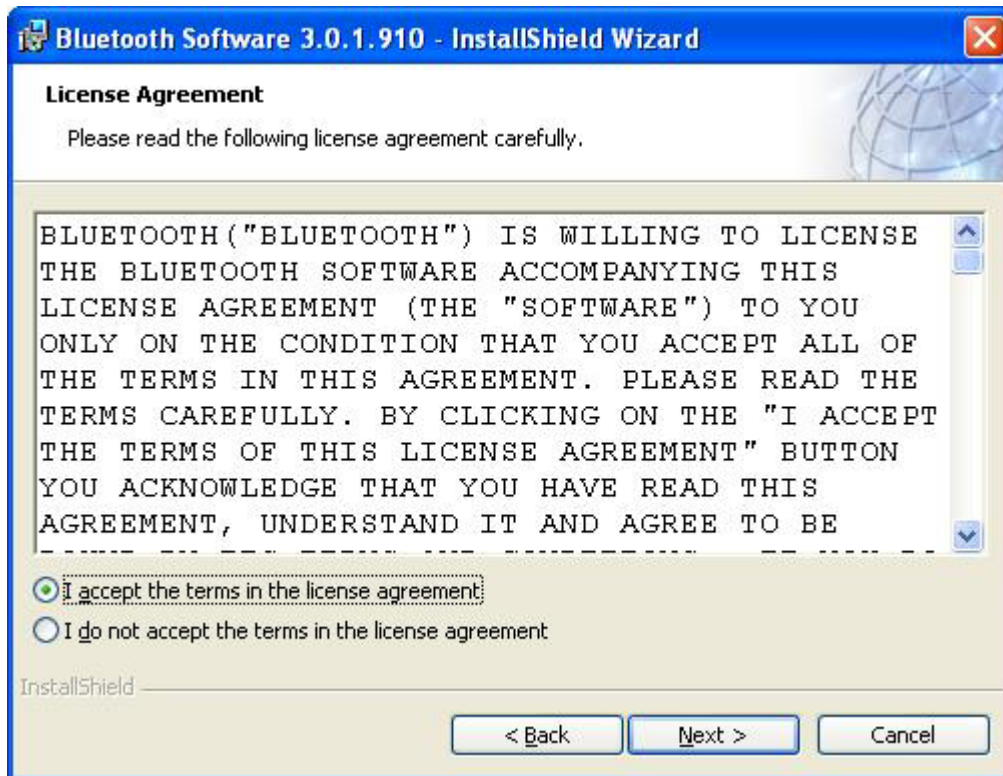 Bluetooth Software 3.0.1.910 - InstallShield Wizard
License Agreement
Please read the following license agreement carefully.
BLUETOOTH("BLUETOOTH") IS WILLING TO LICENSE
THE BLUETOOTH SOFTWARE ACCOMPANYING THIS
LICENSE AGREEMENT (THE "SOFTWARE") TO YOU
ONLY ON THE CONDITION THAT YOU ACCEPT ALL OF
THE TERMS IN THIS AGREEMENT. PLEASE READ THE
TERMS CAREFULLY. BY CLICKING ON THE "I ACCEPT
THE TERMS OF THIS LICENSE AGREEMENT" BUTTON
YOU ACKNOWLEDGE THAT YOU HAVE READ THIS
AGREEMENT, UNDERSTAND IT AND AGREE TO BE
I accept the terms in the license agreement
I do not accept the terms in the license agreement
InstallShield
< Back Next > Cancel